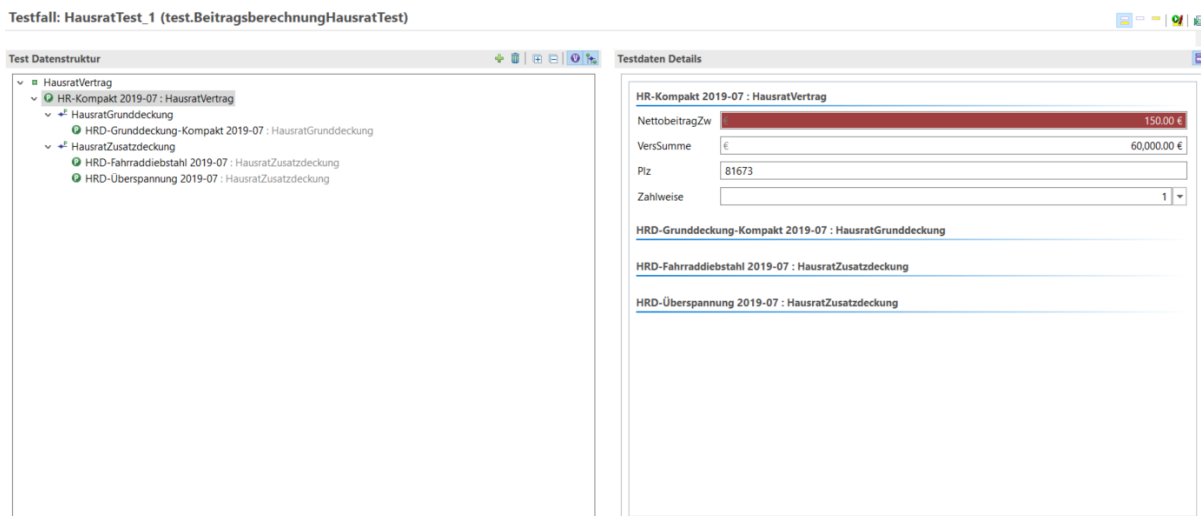 Testfall: HausratTest_1 (test.BeitragsberechnungHausratTest)
Test Datenstruktur
HausratVertrag
HR-Kompakt 2019-07 : HausratVertrag
HausratGrunddeckung
HRD-Grunddeckung-Kompakt 2019-07 : HausratGrunddeckung
HausratZusatzdeckung
HRD-Fahrraddiebstahl 2019-07 : HausratZusatzdeckung
HRD-Überspannung 2019-07 : HausratZusatzdeckung
Testdaten Details
HR-Kompakt 2019-07 : HausratVertrag
NettobeitragZw € 150.00 €
VersSumme € 60,000.00 €
Plz 81673
Zahlweise 1
HRD-Grunddeckung-Kompakt 2019-07 : HausratGrunddeckung
HRD-Fahrraddiebstahl 2019-07 : HausratZusatzdeckung
HRD-Überspannung 2019-07 : HausratZusatzdeckung